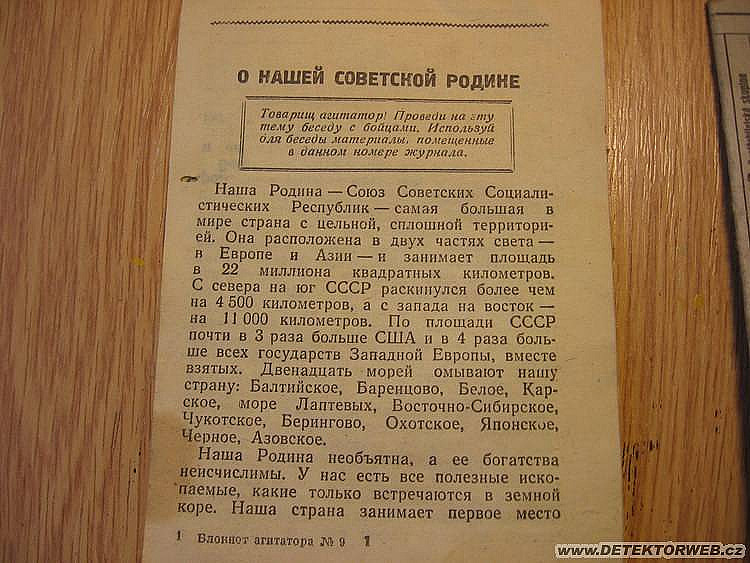 О НАШЕЙ СОВЕТСКОЙ РОДИНЕ
Товарищ агитатор! Проведи на эту
тему беседу с бойцами. Используй
для беседы материалы, помещенные
в данном номере журнала.
Наша Родина — Союз Советских Социали-
стических Республик — самая большая в
мире страна с цельной, сплошной территори-
ей. Она расположена в двух частях света —
в Европе и Азии — и занимает площадь
в 22 миллиона квадратных километров.
С севера на юг СССР раскинулся более чем
на 4 500 километров, а с запада на восток —
на 11 000 километров. По площади СССР
почти в 3 раза больше США и в 4 раза боль-
ше всех государств Западной Европы, вместе
взятых. Двенадцать морей омывают нашу
страну: Балтийское, Баренцово, Белое, Кар-
ское, море Лаптевых, Восточно-Сибирское,
Чукотское, Берингово, Охотское, Японское,
Черное, Азовское.
Наша Родина необъятна, а ее богатства
неисчислимы. У нас есть все полезные иско-
паемые, какие только встречаются в земной
коре. Наша страна занимает первое место
1 Блокнот агитатора № 9 1
WWW.DETEKTORWEB.CZ